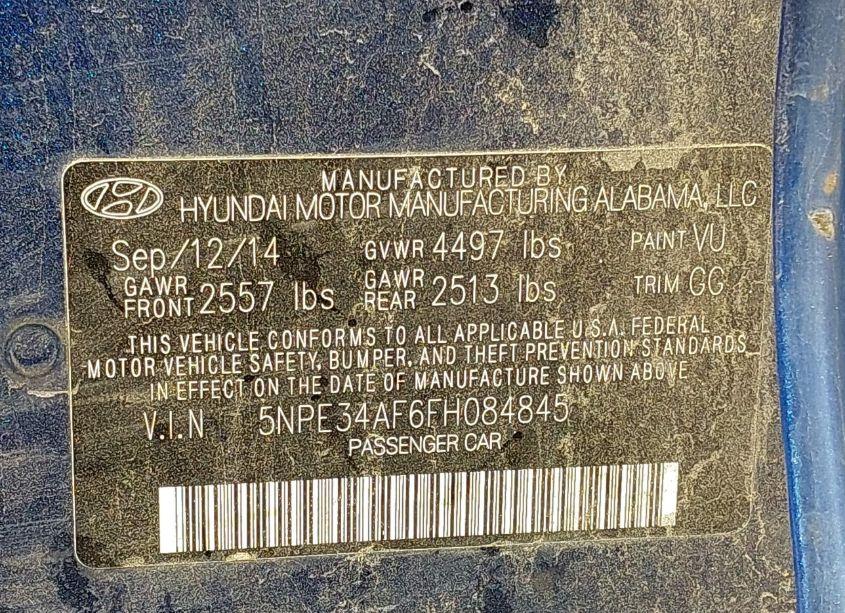 MANUFACTURED BY
HYUNDAI MOTOR MANUFACTURING ALABAMA, LLC
Sep/12/14 GVWR 4497 lbs PAINT VU
GAWR FRONT 2557 lbs GAWR REAR 2513 lbs TRIM GG
THIS VEHICLE CONFORMS TO ALL APPLICABLE U.S.A. FEDERAL
MOTOR VEHICLE SAFETY, BUMPER, AND THEFT PREVENTION STANDARDS
IN EFFECT ON THE DATE OF MANUFACTURE SHOWN ABOVE
V.I.N 5NPE34AF6FH084845
PASSENGER CAR